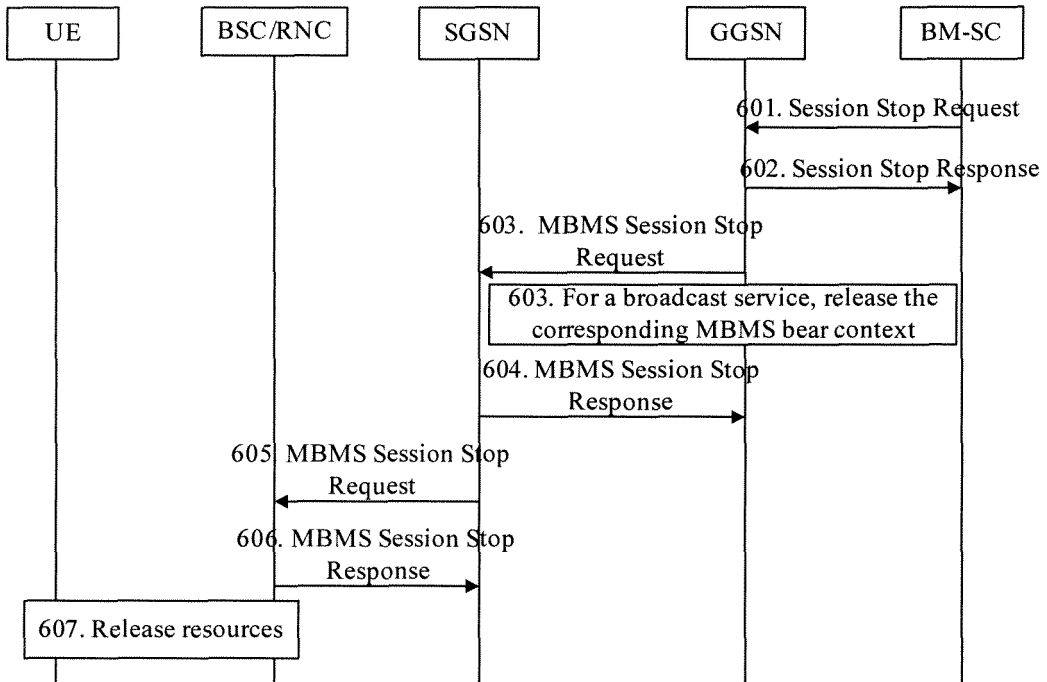 UE
BSC/RNC
SGSN
GGSN
BM-SC
601. Session Stop Request
602. Session Stop Response
603. MBMS Session Stop
Request
603. For a broadcast service, release the
corresponding MBMS bear context
604. MBMS Session Stop
Response
605. MBMS Session Stop
Request
606. MBMS Session Stop
Response
607. Release resources